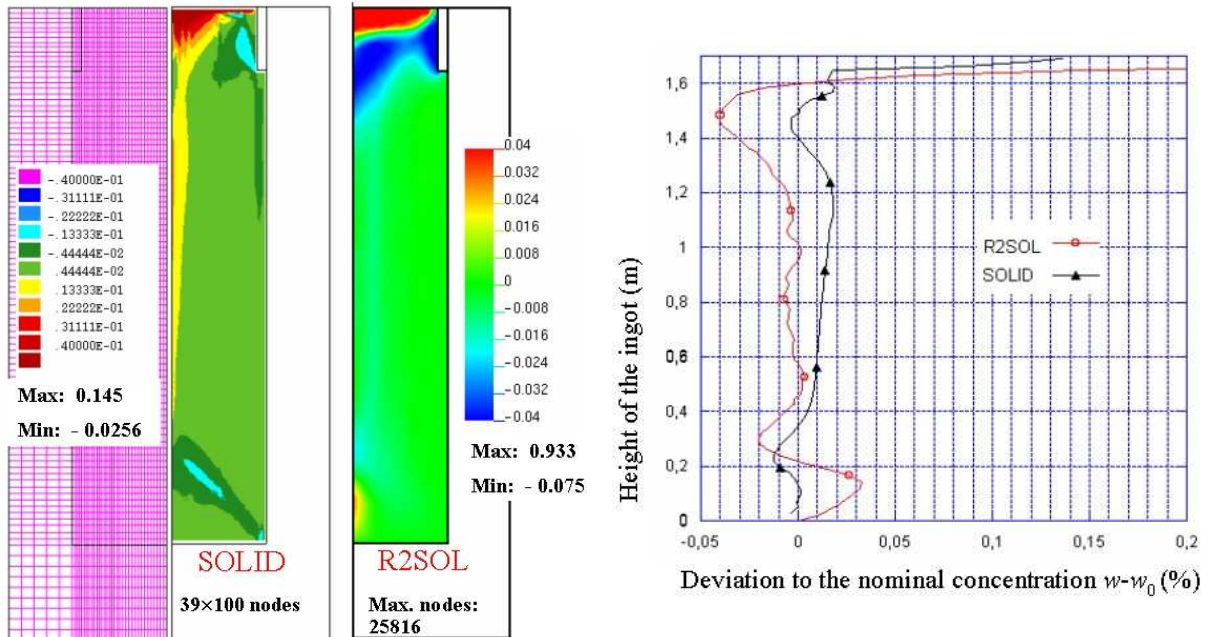 -.40000E-01
-.31111E-01
-.22222E-01
-.13333E-01
-.44444E-02
.44444E-02
.13333E-01
.22222E-01
.31111E-01
.40000E-01
Max: 0.145
Min: - 0.0256
SOLID
39×100 nodes
0.04
0.032
0.024
0.016
0.008
0
-0.008
-0.016
-0.024
-0.032
-0.04
Max: 0.933
Min: - 0.075
R2SOL
Max. nodes:
25816
Height of the ingot (m)
1,6
1,4
1,2
1
0,8
0,6
0,4
0,2
0
R2SOL
SOLID
-0,05
0
0,05
0,1
0,15
0,2
Deviation to the nominal concentration w-w0 (%)